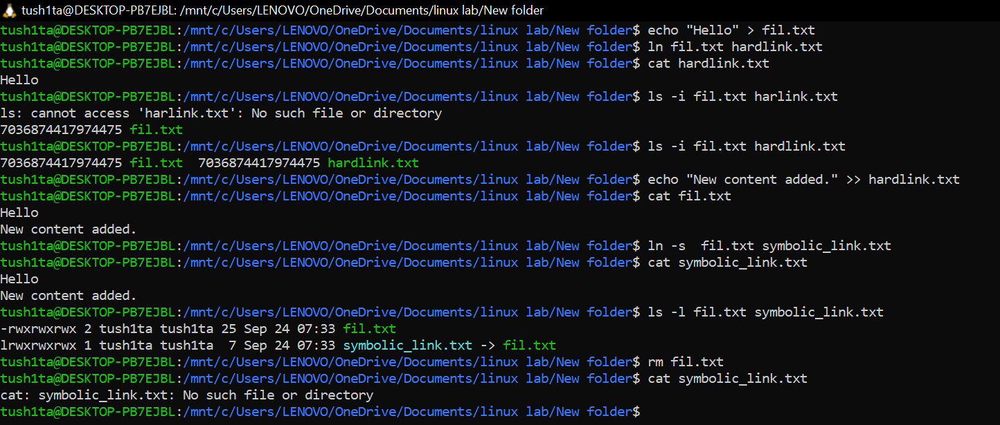 tush1ta@DESKTOP-PB7EJBL: /mnt/c/Users/LENOVO/OneDrive/Documents/linux lab/New folder
tush1ta@DESKTOP-PB7EJBL:/mnt/c/Users/LENOVO/OneDrive/Documents/linux lab/New folder$ echo "Hello" > fil.txt
tush1ta@DESKTOP-PB7EJBL:/mnt/c/Users/LENOVO/OneDrive/Documents/linux lab/New folder$ ln fil.txt hardlink.txt
tush1ta@DESKTOP-PB7EJBL:/mnt/c/Users/LENOVO/OneDrive/Documents/linux lab/New folder$ cat hardlink.txt
Hello
tush1ta@DESKTOP-PB7EJBL:/mnt/c/Users/LENOVO/OneDrive/Documents/linux lab/New folder$ ls -i fil.txt harlink.txt
ls: cannot access 'harlink.txt': No such file or directory
7036874417974475 fil.txt
tush1ta@DESKTOP-PB7EJBL:/mnt/c/Users/LENOVO/OneDrive/Documents/linux lab/New folder$ ls -i fil.txt hardlink.txt
7036874417974475 fil.txt  7036874417974475 hardlink.txt
tush1ta@DESKTOP-PB7EJBL:/mnt/c/Users/LENOVO/OneDrive/Documents/linux lab/New folder$ echo "New content added." >> hardlink.txt
tush1ta@DESKTOP-PB7EJBL:/mnt/c/Users/LENOVO/OneDrive/Documents/linux lab/New folder$ cat fil.txt
Hello
New content added.
tush1ta@DESKTOP-PB7EJBL:/mnt/c/Users/LENOVO/OneDrive/Documents/linux lab/New folder$ ln -s  fil.txt symbolic_link.txt
tush1ta@DESKTOP-PB7EJBL:/mnt/c/Users/LENOVO/OneDrive/Documents/linux lab/New folder$ cat symbolic_link.txt
Hello
New content added.
tush1ta@DESKTOP-PB7EJBL:/mnt/c/Users/LENOVO/OneDrive/Documents/linux lab/New folder$ ls -l fil.txt symbolic_link.txt
-rwxrwxrwx 2 tush1ta tush1ta 25 Sep 24 07:33 fil.txt
lrwxrwxrwx 1 tush1ta tush1ta  7 Sep 24 07:33 symbolic_link.txt -> fil.txt
tush1ta@DESKTOP-PB7EJBL:/mnt/c/Users/LENOVO/OneDrive/Documents/linux lab/New folder$ rm fil.txt
tush1ta@DESKTOP-PB7EJBL:/mnt/c/Users/LENOVO/OneDrive/Documents/linux lab/New folder$ cat symbolic_link.txt
cat: symbolic_link.txt: No such file or directory
tush1ta@DESKTOP-PB7EJBL:/mnt/c/Users/LENOVO/OneDrive/Documents/linux lab/New folder$